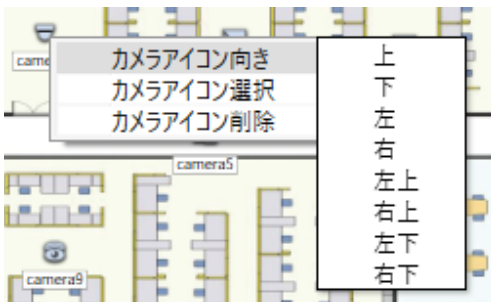 カメラアイコン向き
カメラアイコン選択
カメラアイコン削除
上
下
左
右
左上
右上
左下
右下
came
camera5
camera9